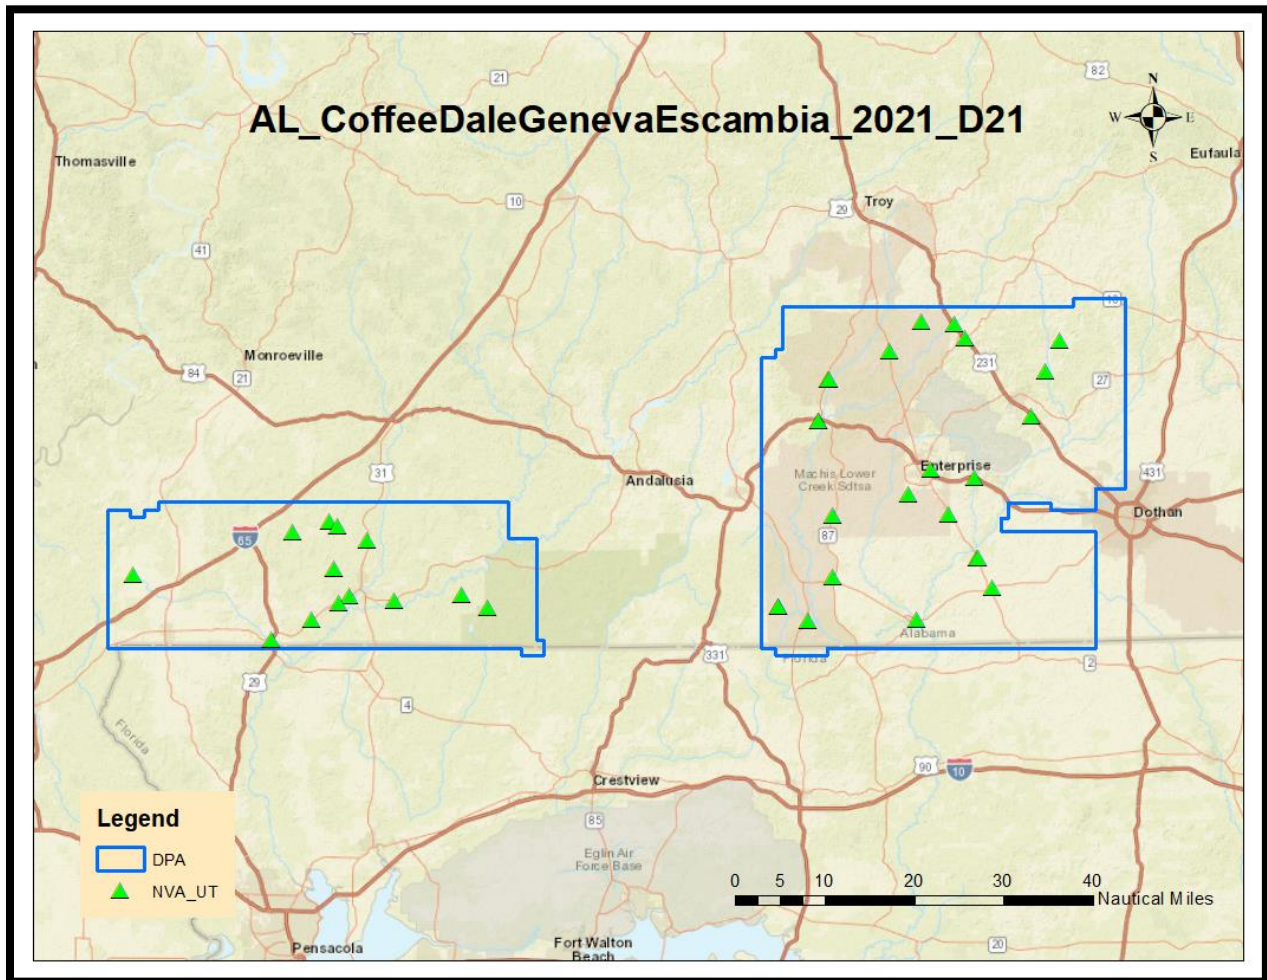 21
82
AL_CoffeeDaleGenevaEscambia_2021_D21
N
W E
S
Thomasville
Eufaula
10
29
Troy
41
10
Monroeville
84
21
231
27
31
Enterprise
Machis Lower
Creek Sdtsa
431
Andalusia
Dothan
65
87
Alabama
331
Florida
2
29
4
Florida
90
10
Crestview
Legend
DPA
NVA_UT
85
Eglin Air
Force Base
0 5 10 20 30 40
Nautical Miles
Pensacola
Fort Walton
Beach
20